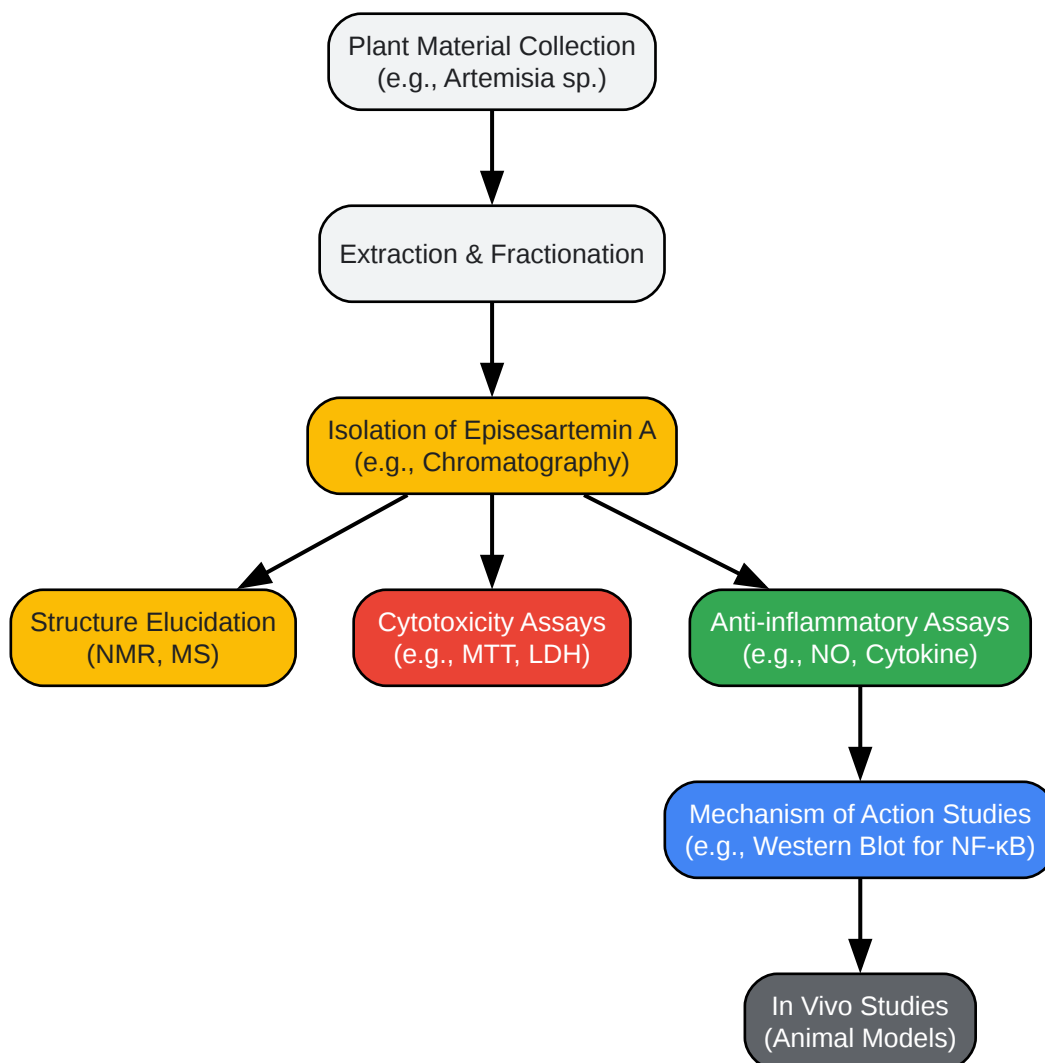 Plant Material Collection
(e.g., Artemisia sp.)
Extraction & Fractionation
Isolation of Episesartemin A
(e.g., Chromatography)
Structure Elucidation
(NMR, MS)
Cytotoxicity Assays
(e.g., MTT, LDH)
Anti-inflammatory Assays
(e.g., NO, Cytokine)
Mechanism of Action Studies
(e.g., Western Blot for NF-κB)
In Vivo Studies
(Animal Models)